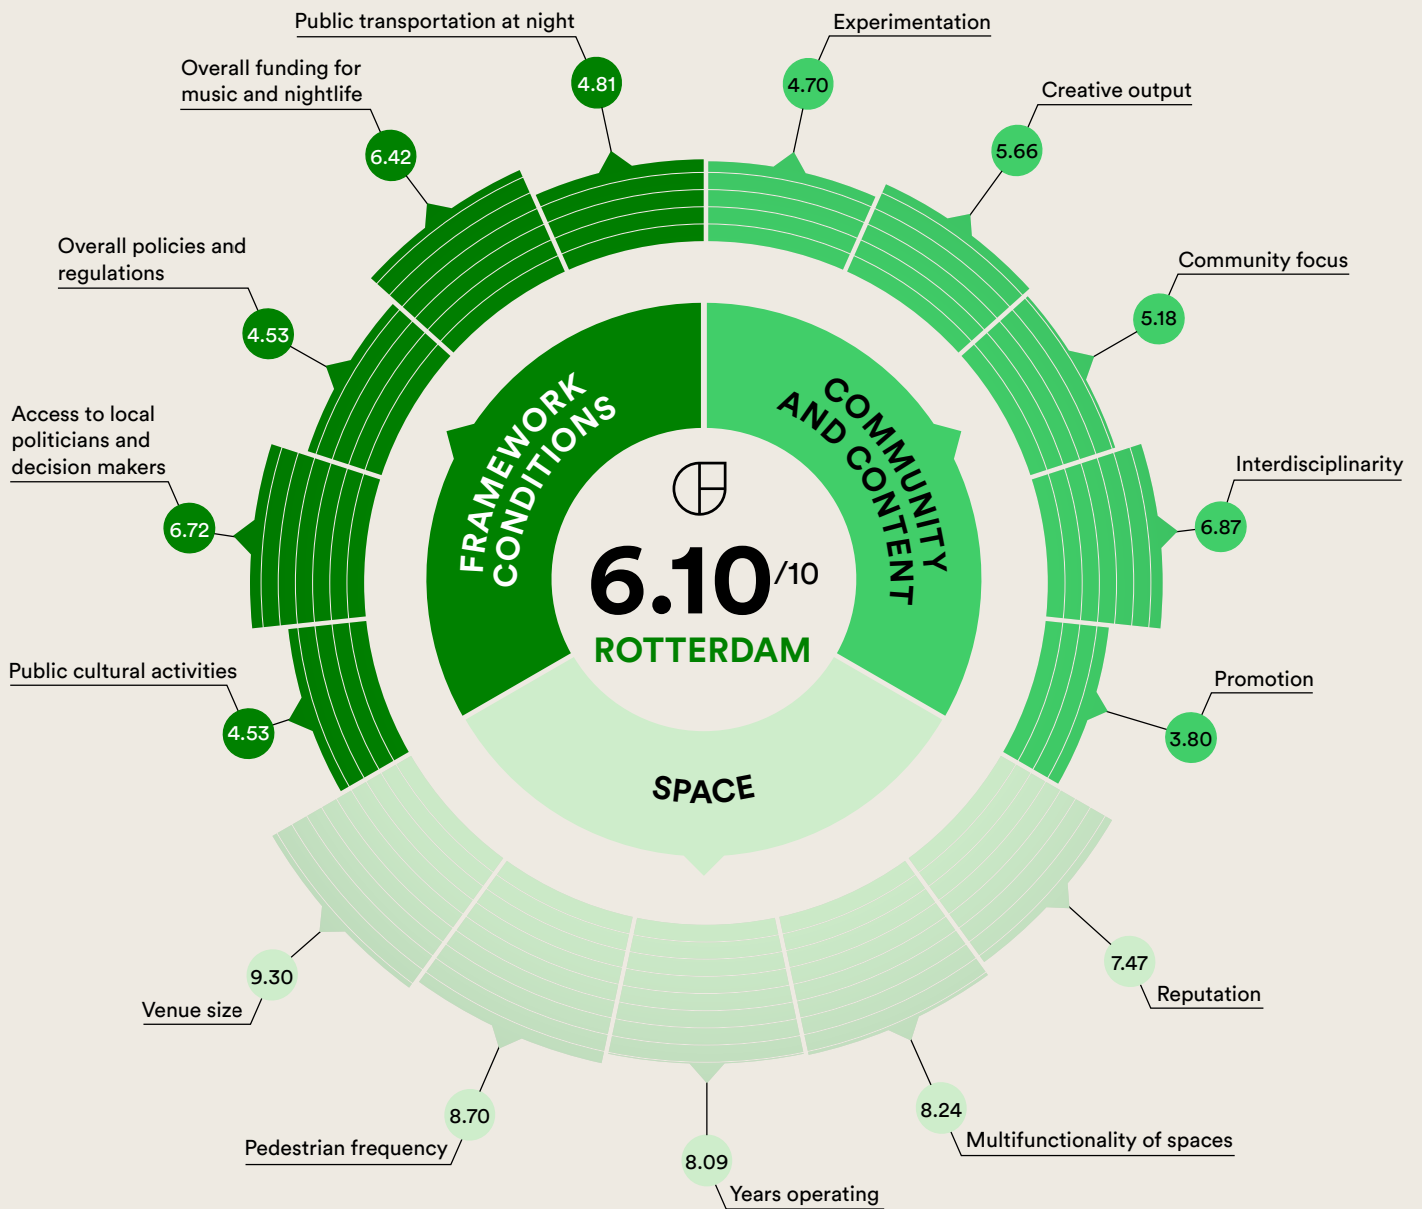 Public transportation at night
4.81
Experimentation
4.70
Overall funding for
music and nightlife
6.42
Creative output
5.66
Overall policies and
regulations
4.53
Community focus
5.18
Access to local
politicians and
decision makers
6.72
Interdisciplinarity
6.87
Public cultural activities
4.53
Promotion
3.80
FRAMEWORK
CONDITIONS
COMMUNITY
AND CONTENT
6.10/10
ROTTERDAM
SPACE
9.30
Venue size
7.47
Reputation
8.70
Pedestrian frequency
8.24
Multifunctionality of spaces
8.09
Years operating